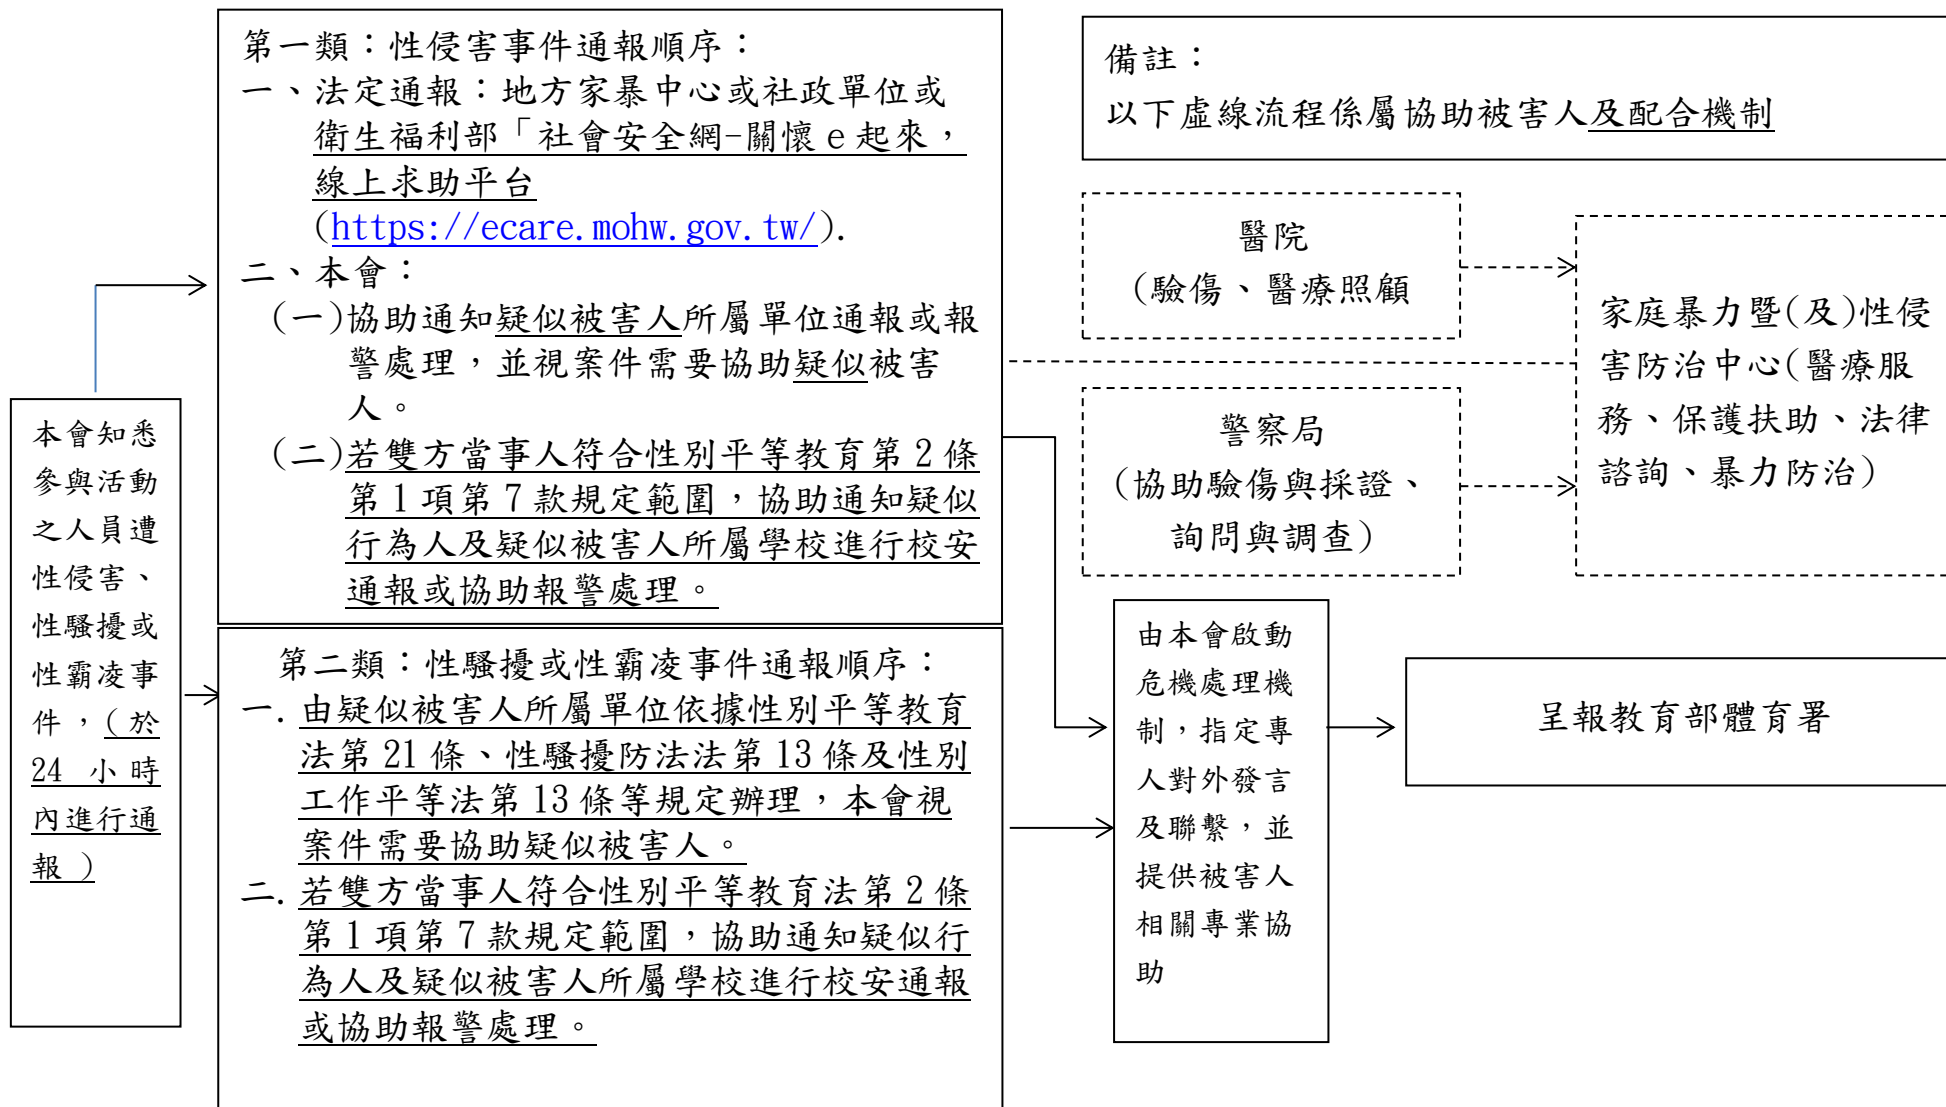 本會知悉
參與活動
之人員遭
性侵害、
性騷擾或
性霸凌事
件，(於
24 小時
內進行通
報 )
第一類：性侵害事件通報順序：
一、法定通報：地方家暴中心或社政單位或
衛生福利部「社會安全網-關懷 e 起來，
線上求助平台
(https://ecare.mohw.gov.tw/).
二、本會：
(一)協助通知疑似被害人所屬單位通報或報
警處理，並視案件需要協助疑似被害
人。
(二)若雙方當事人符合性別平等教育第 2 條
第 1 項第 7 款規定範圍，協助通知疑似
行為人及疑似被害人所屬學校進行校安
通報或協助報警處理。
第二類：性騷擾或性霸凌事件通報順序：
一. 由疑似被害人所屬單位依據性別平等教育
法第 21 條、性騷擾防法法第 13 條及性別
工作平等法第 13 條等規定辦理，本會視
案件需要協助疑似被害人。
二. 若雙方當事人符合性別平等教育法第 2 條
第 1 項第 7 款規定範圍，協助通知疑似行
為人及疑似被害人所屬學校進行校安通報
或協助報警處理。
備註：
以下虛線流程係屬協助被害人及配合機制
醫院
(驗傷、醫療照顧
警察局
(協助驗傷與採證、
詢問與調查)
家庭暴力暨(及)性侵
害防治中心(醫療服
務、保護扶助、法律
諮詢、暴力防治)
由本會啟動
危機處理機
制，指定專
人對外發言
及聯繫，並
提供被害人
相關專業協
助
呈報教育部體育署